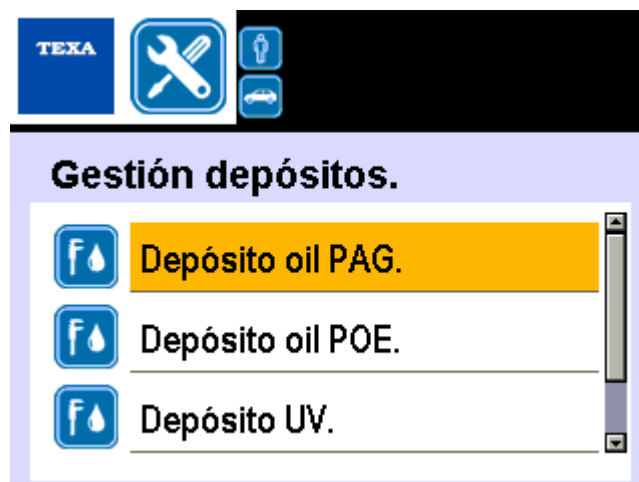 TEXA
Gestión depósitos.
Depósito oil PAG.
Depósito oil POE.
Depósito UV.